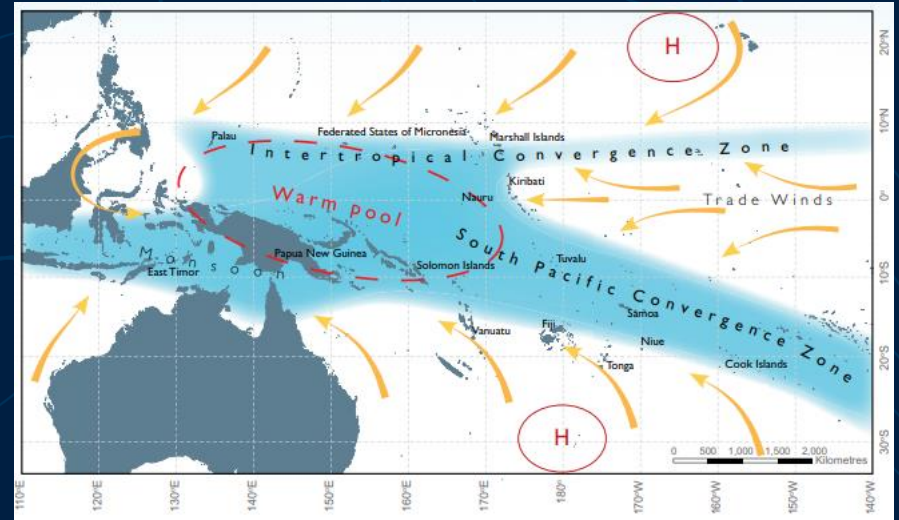 H
20°N
10°N
Palau
Federated States of Micronesia
Marshall Islands
Intertropical Convergence Zone
Kiribati
Warm pool
Nauru
Trade Winds
0°
Monsoon
Papua New Guinea
East Timor
Solomon Islands
South Pacific Convergence Zone
Tuvalu
10°S
Samoa
Vanuatu
Fiji
Niue
Tonga
Cook Islands
20°S
H
30°S
0 500 1,000 1,500 2,000
Kilometres
110°E 120°E 130°E 140°E 150°E 160°E 170°E 180° 170°W 160°W 150°W 140°W